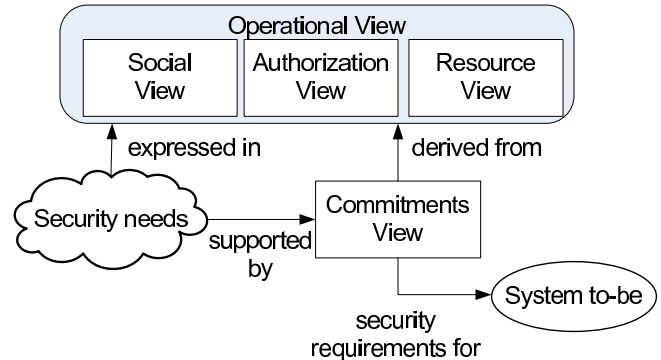 Operational View
Social
View
Authorization
View
Resource
View
expressed in
derived from
Security needs
supported
by
Commitments
View
System to-be
security
requirements for